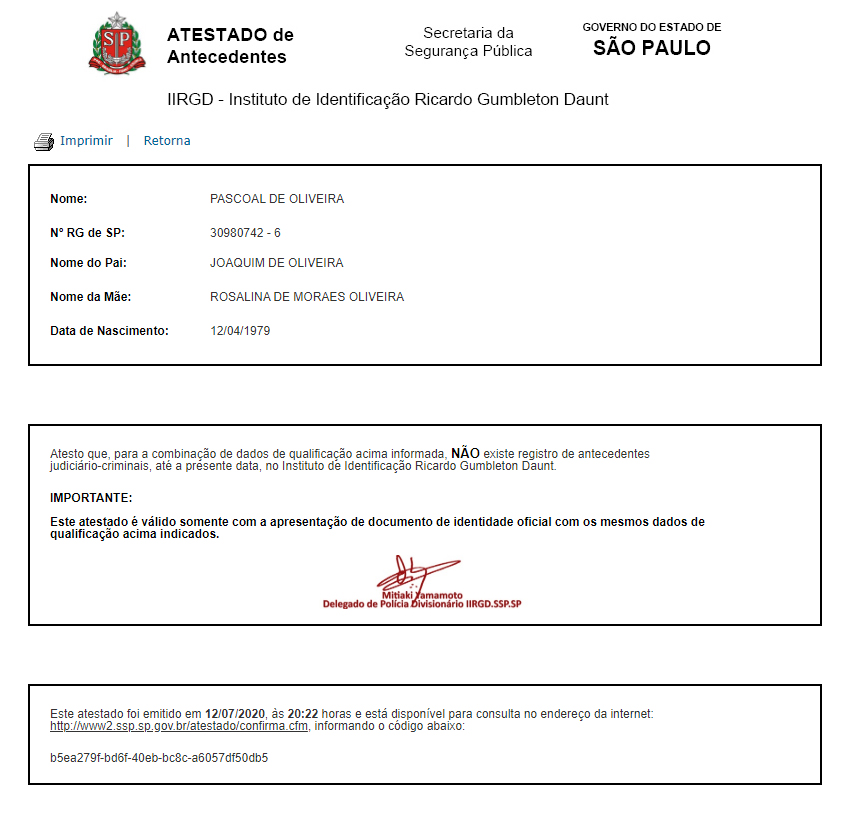 SP
ATESTADO de
Antecedentes
Secretaria da
Segurança Pública
GOVERNO DO ESTADO DE
SÃO PAULO
IIRGD - Instituto de Identificação Ricardo Gumbleton Daunt
Imprimir | Retorna
Nome: PASCOAL DE OLIVEIRA
Nº RG de SP: 30980742 - 6
Nome do Pai: JOAQUIM DE OLIVEIRA
Nome da Mãe: ROSALINA DE MORAES OLIVEIRA
Data de Nascimento: 12/04/1979
Atesto que, para a combinação de dados de qualificação acima informada, NÃO existe registro de antecedentes
judiciário-criminais, até a presente data, no Instituto de Identificação Ricardo Gumbleton Daunt.
IMPORTANTE:
Este atestado é válido somente com a apresentação de documento de identidade oficial com os mesmos dados de
qualificação acima indicados.
Mitiaki Yamamoto
Delegado de Polícia Divisionário IIRGD.SSP.SP
Este atestado foi emitido em 12/07/2020, às 20:22 horas e está disponível para consulta no endereço da internet:
http://www2.ssp.sp.gov.br/atestado/confirma.cfm, informando o código abaixo:
b5ea279f-bd6f-40eb-bc8c-a6057df50db5